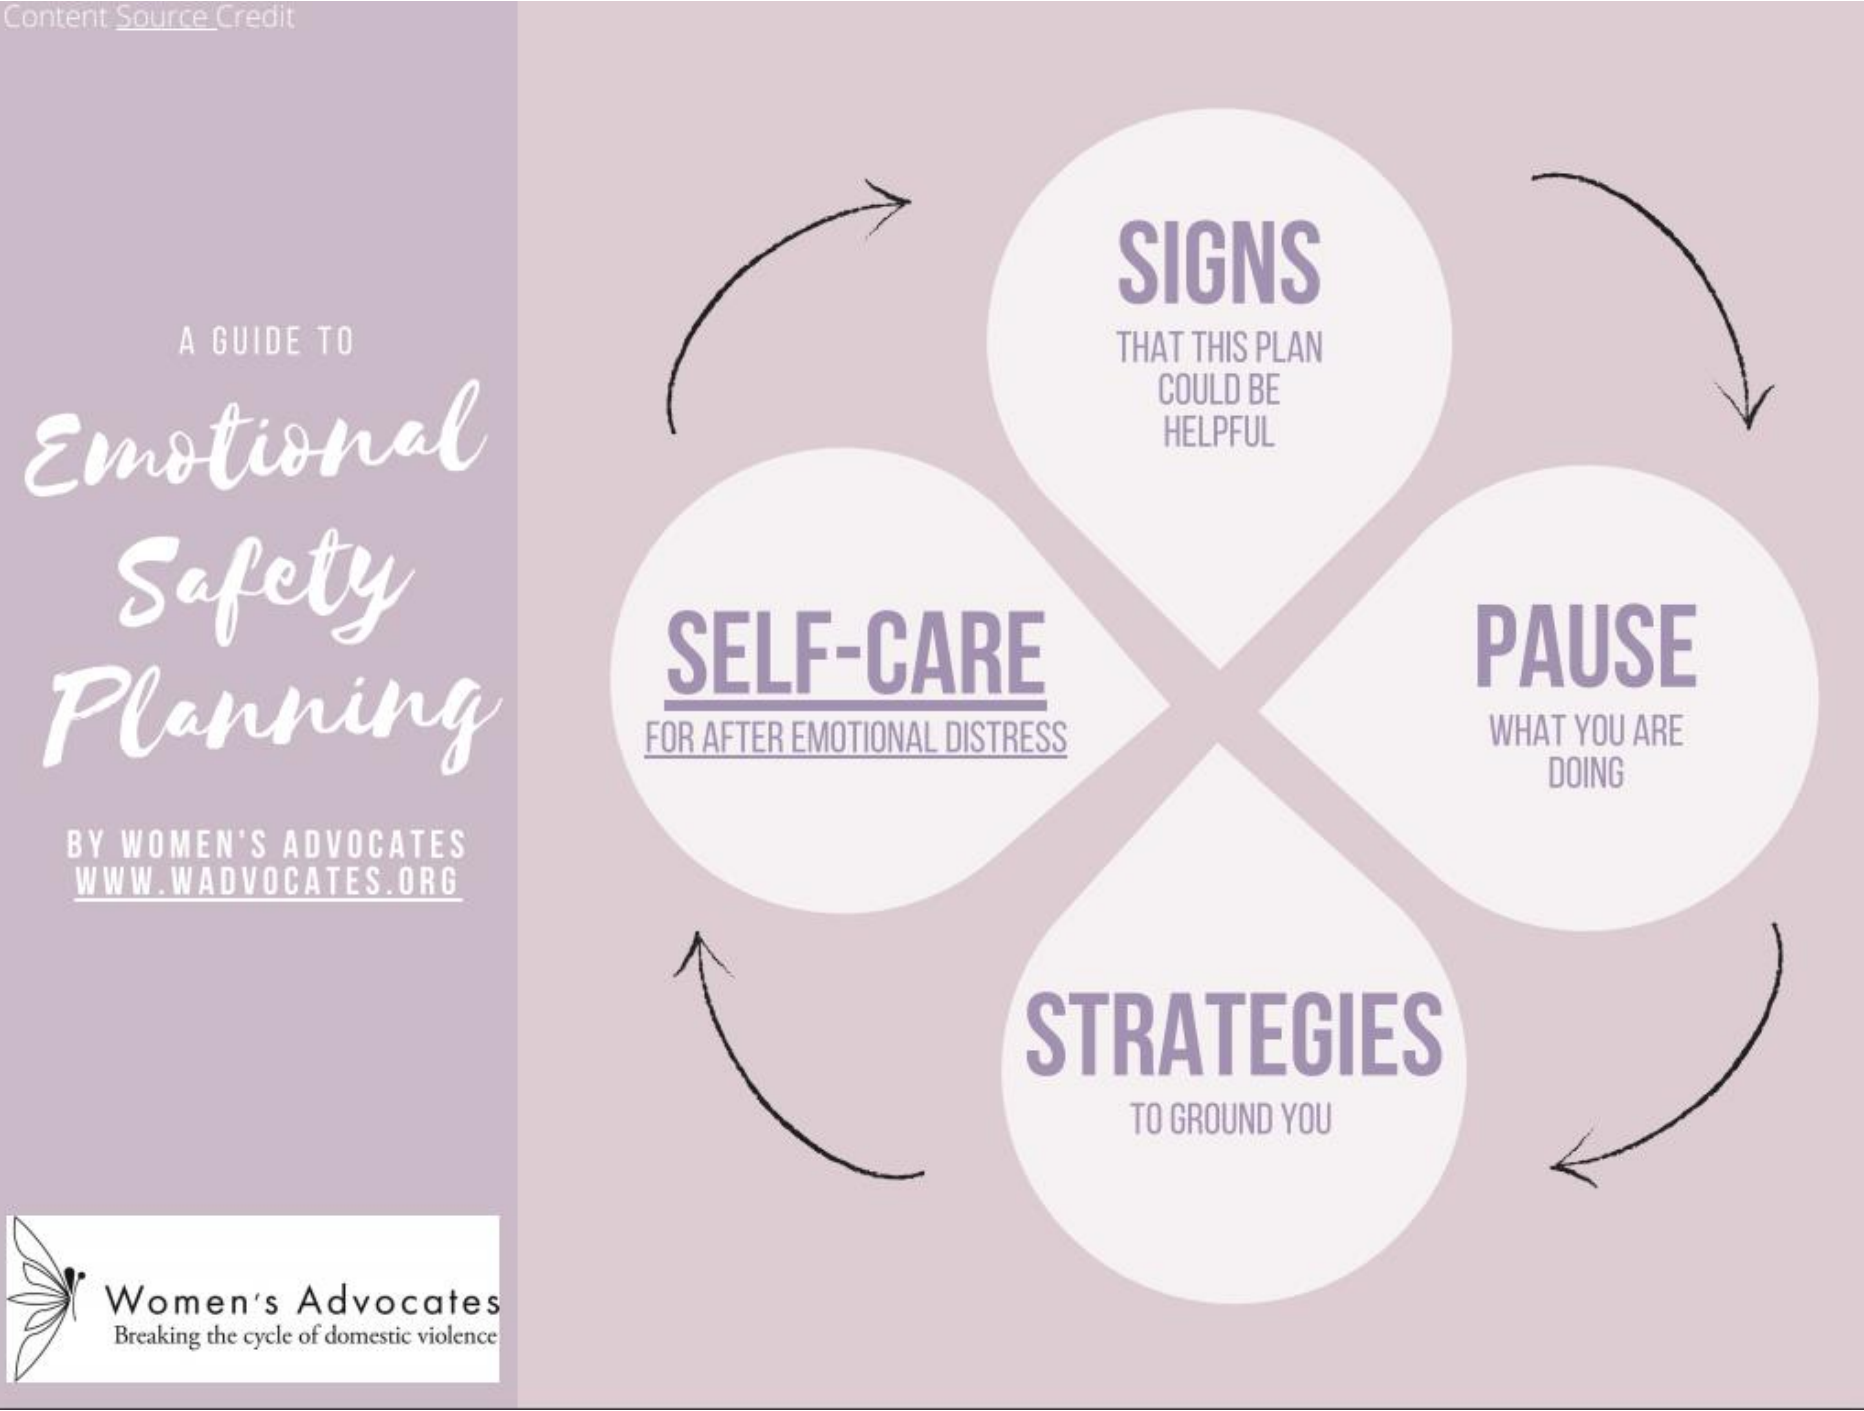 Content Source Credit
A GUIDE TO
Emotional
Safety
Planning
BY WOMEN'S ADVOCATES
WWW.WADVOCATES.ORG
Women's Advocates
Breaking the cycle of domestic violence
SIGNS
THAT THIS PLAN
COULD BE
HELPFUL
PAUSE
WHAT YOU ARE
DOING
STRATEGIES
TO GROUND YOU
SELF-CARE
FOR AFTER EMOTIONAL DISTRESS